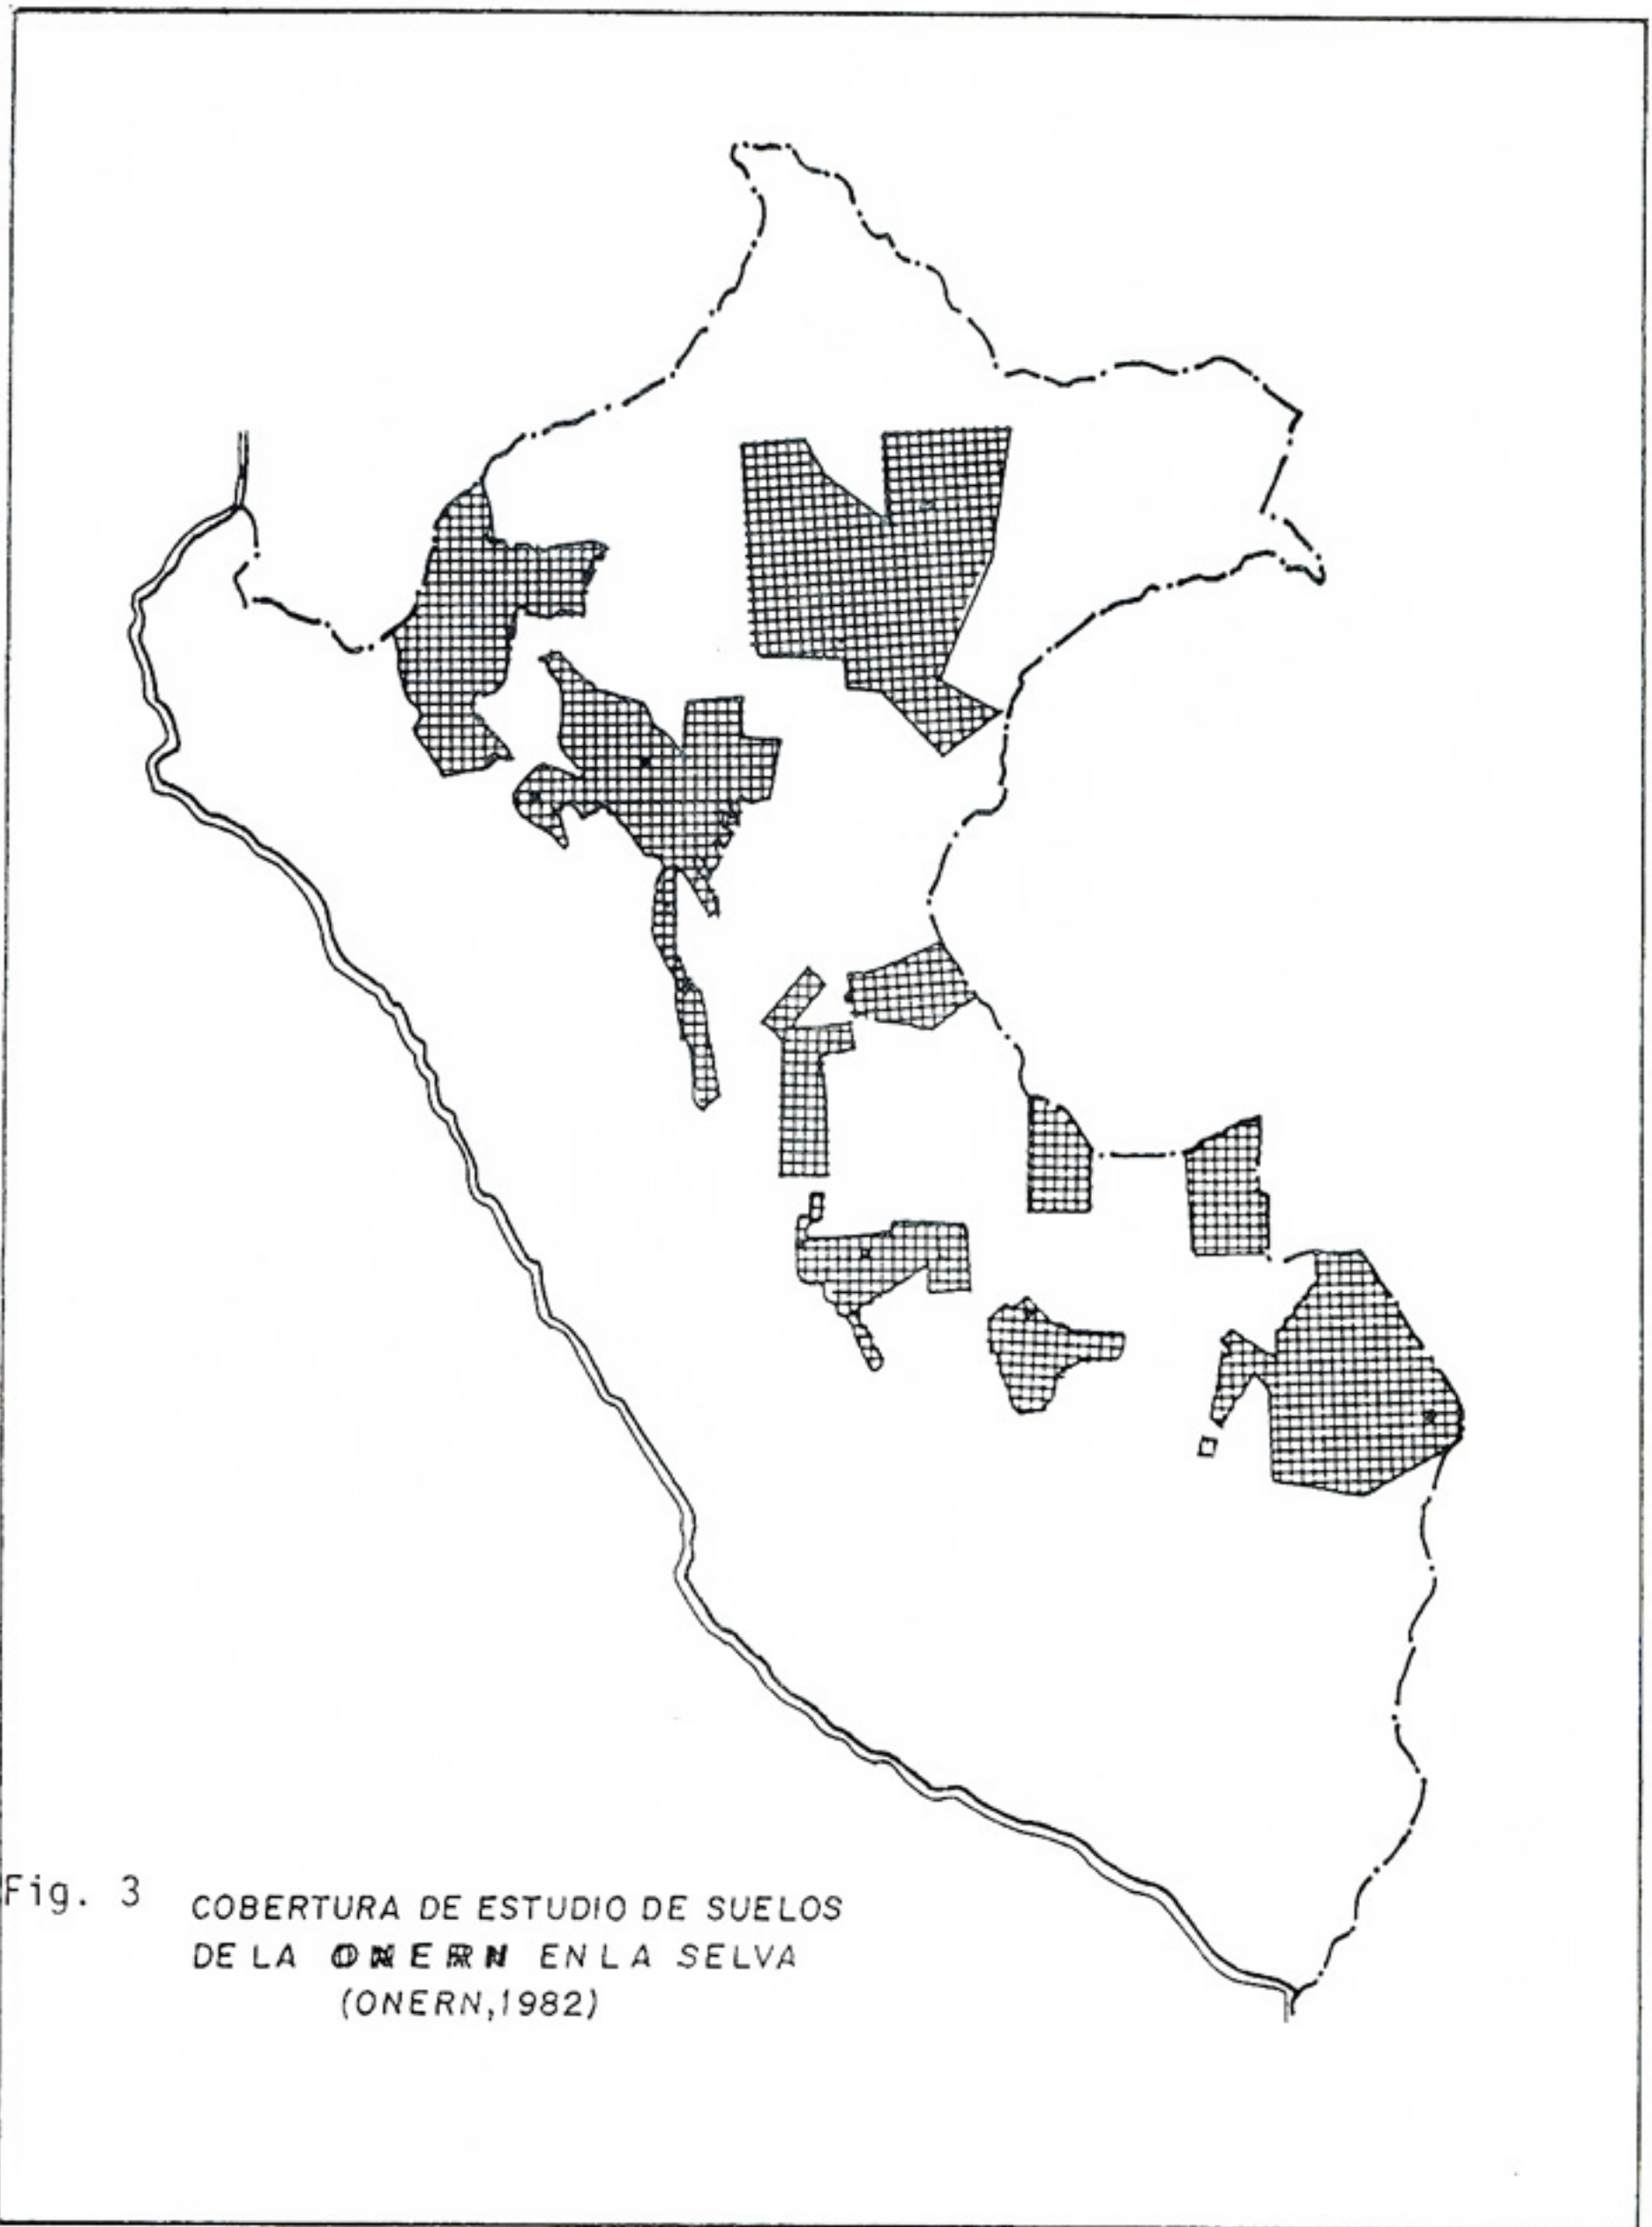 Fig. 3 COBERTURA DE ESTUDIO DE SUELOS
DE LA ONERN EN LA SELVA
(ONERN,1982)